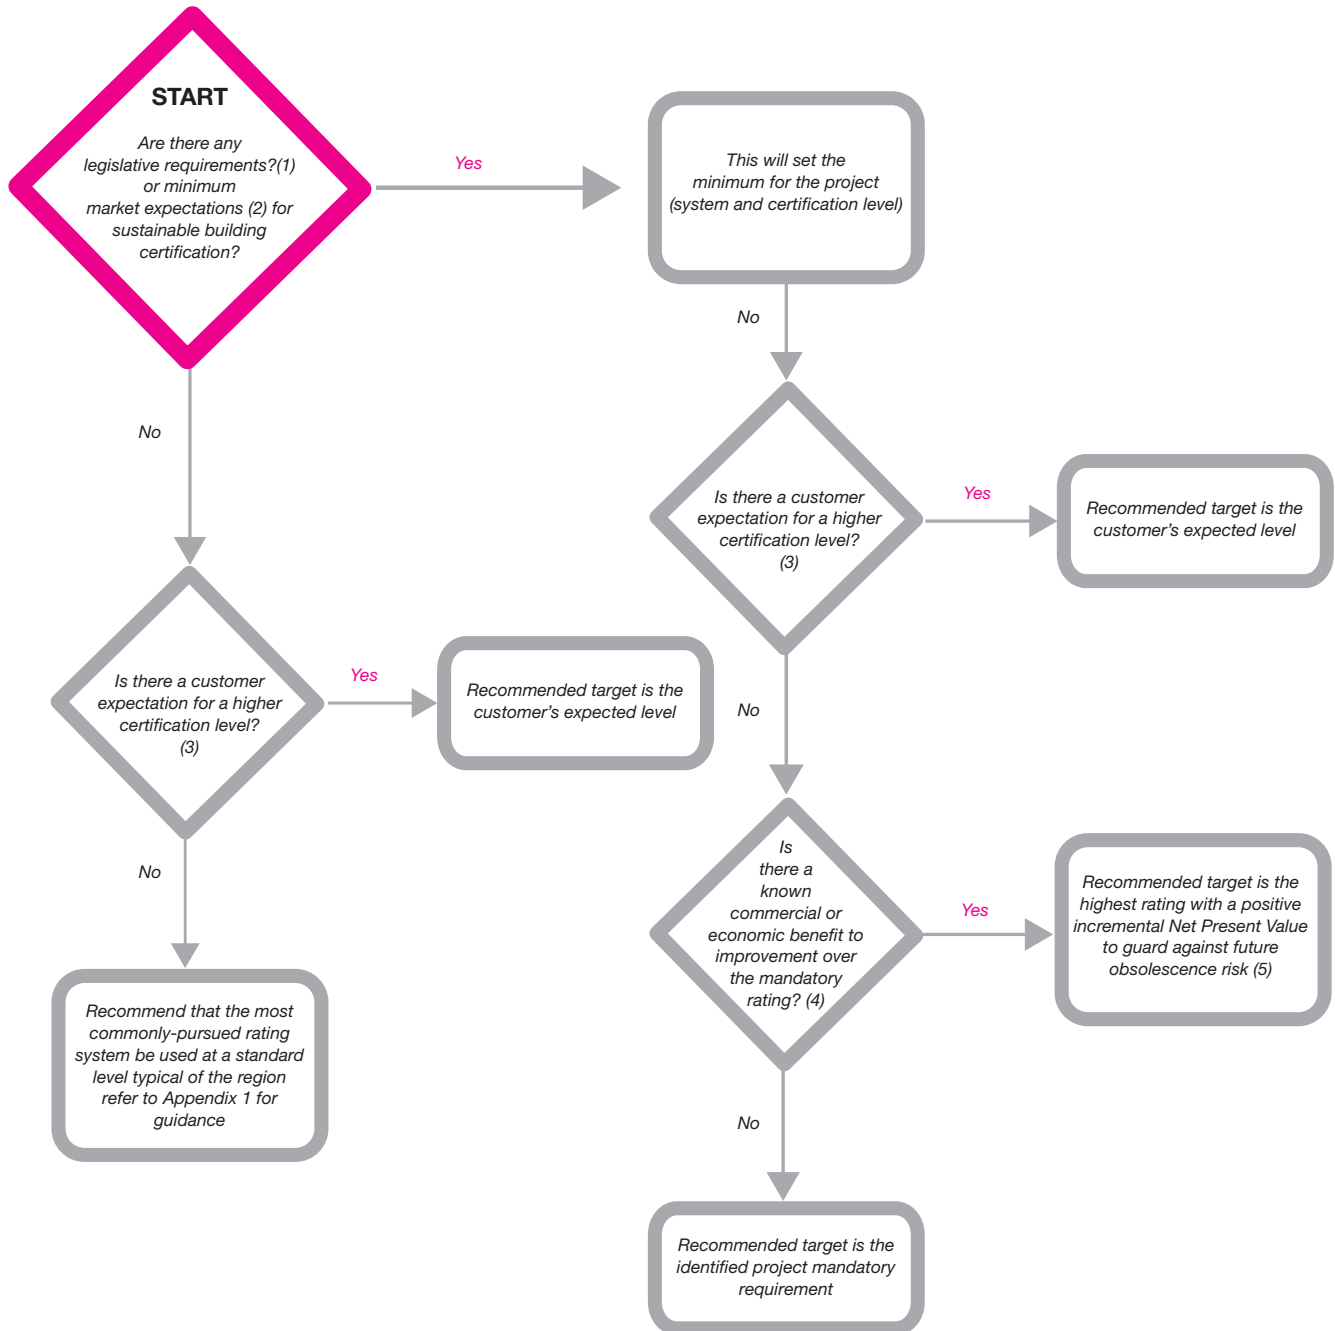 START
Are there any
legislative requirements?(1)
or minimum
market expectations (2) for
sustainable building
certification?
Yes
This will set the
minimum for the project
(system and certification level)
No
No
Is there a customer
expectation for a higher
certification level?
(3)
Yes
Recommended target is the
customer's expected level
Is there a customer
expectation for a higher
certification level?
(3)
Yes
Recommended target is the
customer's expected level
No
No
Is
there a
known
commercial or
economic benefit to
improvement over
the mandatory
rating? (4)
Yes
Recommended target is the
highest rating with a positive
incremental Net Present Value
to guard against future
obsolescence risk (5)
Recommend that the most
commonly-pursued rating
system be used at a standard
level typical of the region
refer to Appendix 1 for
guidance
No
Recommended target is the
identified project mandatory
requirement